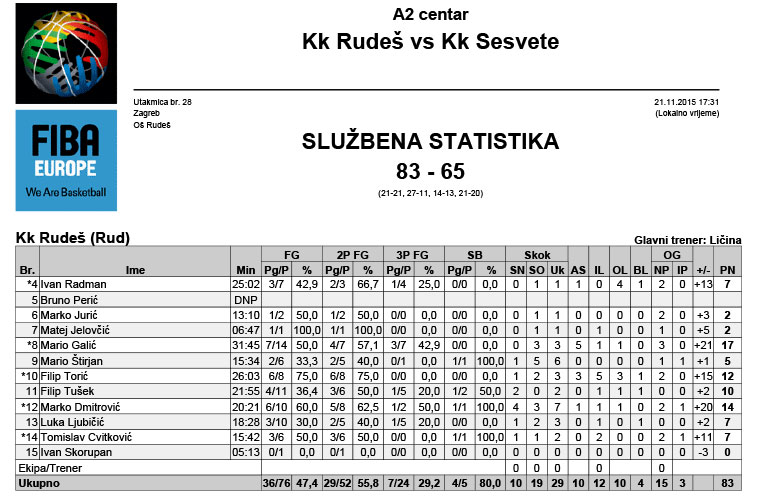 A2 centar
Kk Rudeš vs Kk Sesvete
Utakmica br. 28
Zagreb
Oš Rudeš
21.11.2015 17:31
(Lokalno vrijeme)
FIBA
EUROPE
We Are Basketball
SLUŽBENA STATISTIKA
83 - 65
(21-21, 27-11, 14-13, 21-20)
Kk Rudeš (Rud) Glavni trener: Ličina
FG 2P FG 3P FG SB Skok OG
Br. Ime Min Pg/P % Pg/P % Pg/P % Pg/P % SN SO Uk AS IL OL BL NP IP +/- PN
*4 Ivan Radman 25:02 3/7 42,9 2/3 66,7 1/4 25,0 0/0 0,0 0 1 1 1 0 4 1 2 0 +13 7
5 Bruno Perić DNP
6 Marko Jurić 13:10 1/2 50,0 1/2 50,0 0/0 0,0 0/0 0,0 0 1 1 0 0 0 0 2 0 +3 2
7 Matej Jelovčić 06:47 1/1 100,0 1/1 100,0 0/0 0,0 0/0 0,0 0 1 1 0 1 0 0 1 0 +5 2
*8 Mario Galić 31:45 7/14 50,0 4/7 57,1 3/7 42,9 0/0 0,0 0 3 3 5 1 1 0 3 0 +21 17
9 Mario Štirjan 15:34 2/6 33,3 2/5 40,0 0/1 0,0 1/1 100,0 1 5 6 0 0 0 0 1 1 +1 5
*10 Filip Torić 26:03 6/8 75,0 6/8 75,0 0/0 0,0 0/0 0,0 1 2 3 3 5 3 1 2 0 +15 12
11 Filip Tušek 21:55 4/11 36,4 3/6 50,0 1/5 20,0 1/2 50,0 2 0 2 0 1 1 1 0 0 +2 10
*12 Marko Dmitrović 20:21 6/10 60,0 5/8 62,5 1/2 50,0 1/1 100,0 4 3 7 1 1 1 0 2 1 +20 14
13 Luka Ljubičić 18:28 3/10 30,0 2/5 40,0 1/5 20,0 0/0 0,0 1 2 3 0 1 0 1 0 0 +2 7
*14 Tomislav Cvitković 15:42 3/6 50,0 3/6 50,0 0/0 0,0 1/1 100,0 1 1 2 0 2 0 0 2 1 +11 7
15 Ivan Skorupan 05:13 0/1 0,0 0/1 0,0 0/0 0,0 0/0 0,0 0 0 0 0 0 0 0 0 0 -3 0
Ekipa/Trener 0 0 0 0 0
Ukupno 36/76 47,4 29/52 55,8 7/24 29,2 4/5 80,0 10 19 29 10 12 10 4 15 3 83